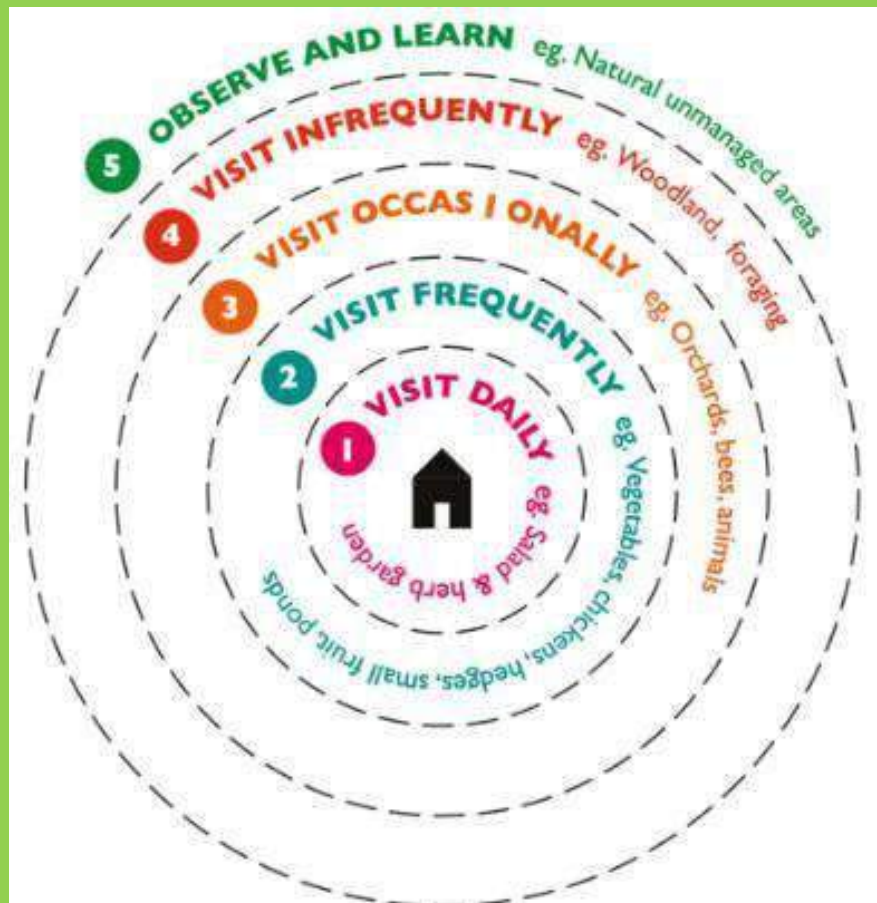 5 OBSERVE AND LEARN eg. Natural unmanaged areas
4 VISIT INFREQUENTLY eg. Woodland, foraging
3 VISIT OCCAS I ONALLY eg. Orchards, bees, animals
2 VISIT FREQUENTLY eg. Vegetables, chickens, hedges, small fruit, ponds
1 VISIT DAILY eg. Salad & herb garden